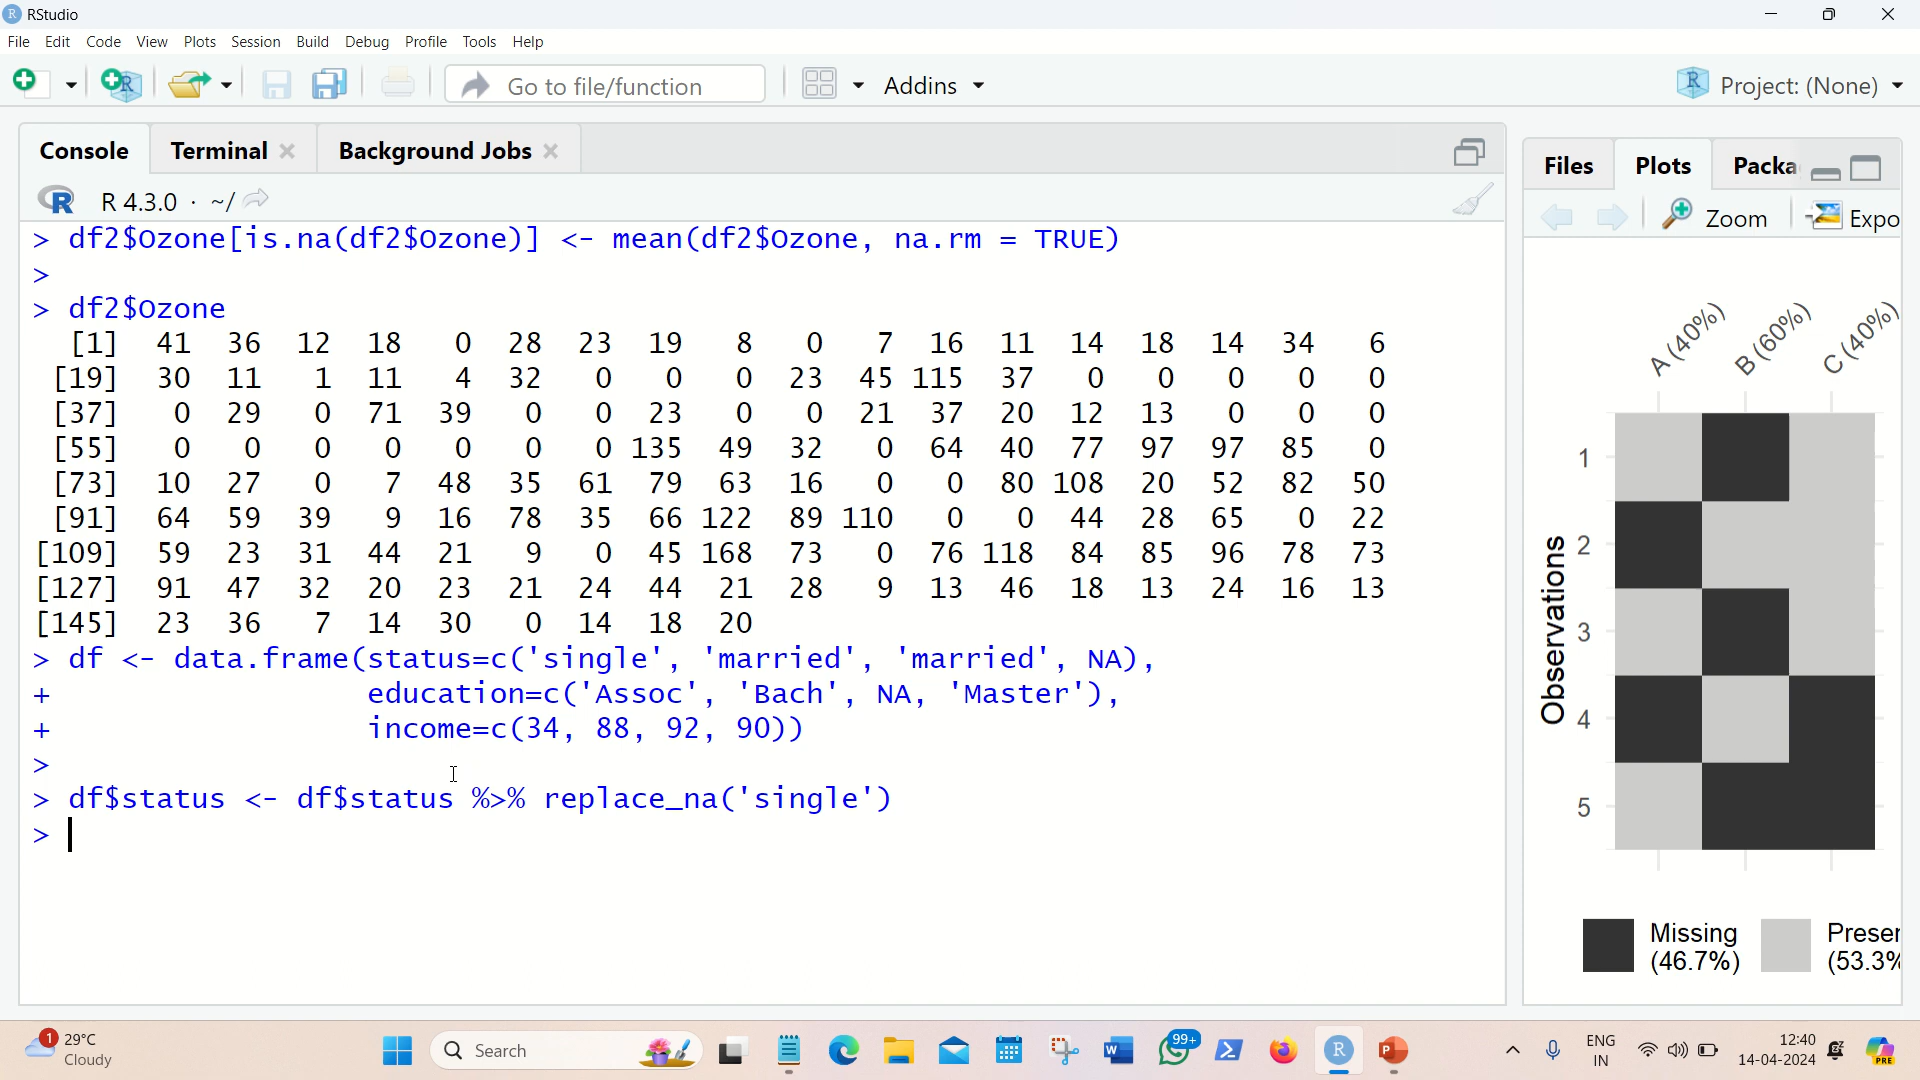 RStudio
File Edit Code View Plots Session Build Debug Profile Tools Help
Go to file/function Addins Project: (None)
Console Terminal Background Jobs
R 4.3.0 · ~/
> df2$Ozone[is.na(df2$Ozone)] <- mean(df2$Ozone, na.rm = TRUE)
>
> df2$Ozone
[1] 41 36 12 18 0 28 23 19 8 0 7 16 11 14 18 14 34 6
[19] 30 11 1 11 4 32 0 0 0 23 45 115 37 0 0 0 0 0
[37] 0 29 0 71 39 0 0 23 0 0 21 37 20 12 13 0 0 0
[55] 0 0 0 0 0 0 0 135 49 32 0 64 40 77 97 97 85 0
[73] 10 27 0 7 48 35 61 79 63 16 0 0 80 108 20 52 82 50
[91] 64 59 39 9 16 78 35 66 122 89 110 0 0 44 28 65 0 22
[109] 59 23 31 44 21 9 0 45 168 73 0 76 118 84 85 96 78 73
[127] 91 47 32 20 23 21 24 44 21 28 9 13 46 18 13 24 16 13
[145] 23 36 7 14 30 0 14 18 20
> df <- data.frame(status=c('single', 'married', 'married', NA),
+ education=c('Assoc', 'Bach', NA, 'Master'),
+ income=c(34, 88, 92, 90))
>
> df$status <- df$status %>% replace_na('single')
>
Files Plots Packa
Zoom Expo
A (40%) B (60%) C (40%)
Observations
1
2
3
4
5
Missing (46.7%)
Presen (53.3%
1 29°C
Cloudy
Search
99+
ENG
IN
12:40
14-04-2024
PRE